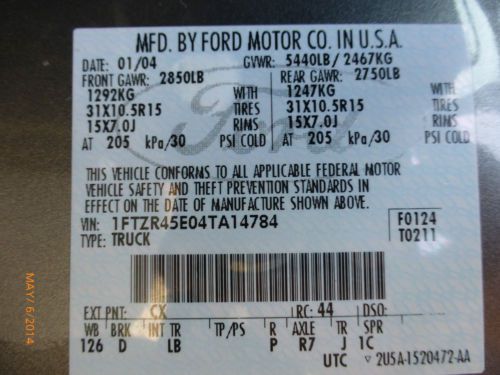 MFD. BY FORD MOTOR CO. IN U.S.A.
DATE: 01/04 GVWR: 5440LB/ 2467KG
FRONT GAWR: 2850LB REAR GAWR: 2750LB
1292KG WITH 1247KG WITH
31X10.5R15 TIRES 31X10.5R15 TIRES
15X7.0J RIMS 15X7.0J RIMS
AT 205 kPa/30 PSI COLD AT 205 kPa/30 PSI COLD
Ford
THIS VEHICLE CONFORMS TO ALL APPLICABLE FEDERAL MOTOR
VEHICLE SAFETY AND THEFT PREVENTION STANDARDS IN
EFFECT ON THE DATE OF MANUFACTURE SHOWN ABOVE.
VIN: 1FTZR45E04TA14784 F0124
TYPE: TRUCK T0211
EXT PNT: CX RC: 44 DSO:
WB BRK INT TR TP/PS R AXLE TR SPR
126 D LB P R7 J 1C
UTC 2U5A-1520472-AA
MAY/ 6/2014